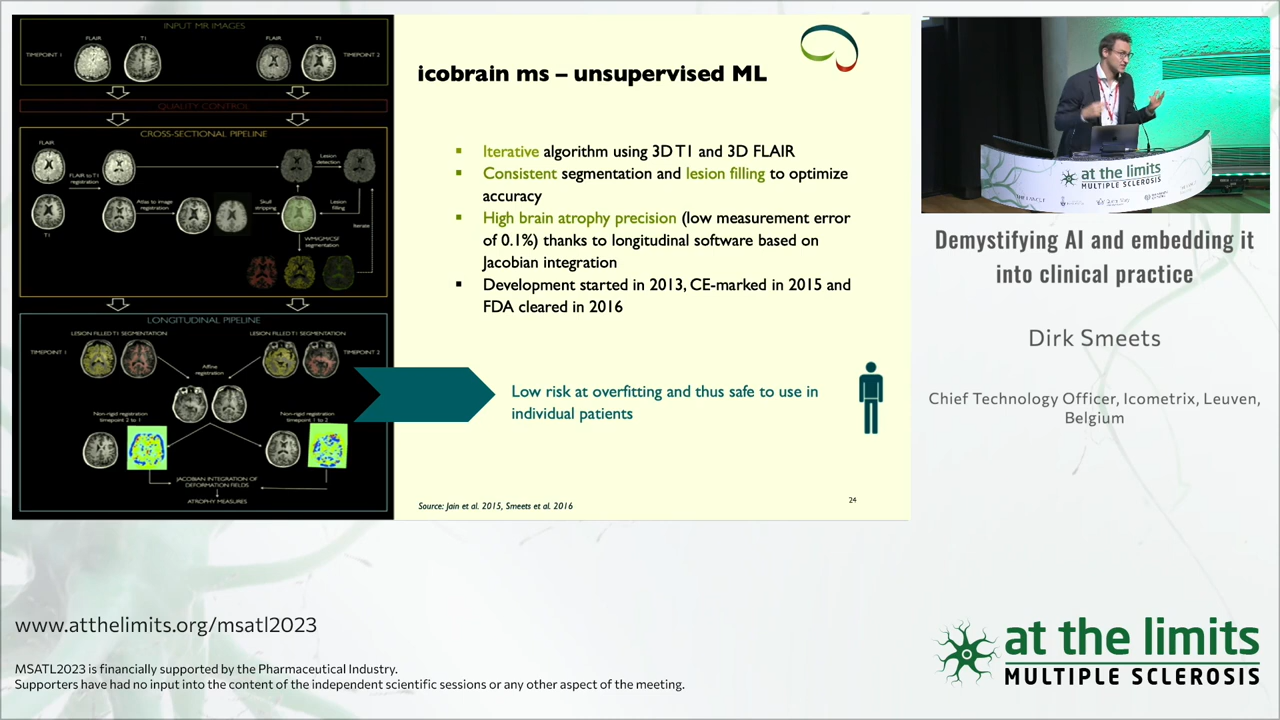 INPUT MR IMAGES
FLAIR T1 FLAIR T1
TIMEPOINT 1 TIMEPOINT 2
QUALITY CONTROL
CROSS-SECTIONAL PIPELINE
FLAIR
Lesion
detection
FLAIR to T1
registration
Atlas to image
registration
Skull
stripping
Lesion
filling
T1
Iterate
WM/GM/CSF
segmentation
LONGITUDINAL PIPELINE
LESION FILLED T1 SEGMENTATION LESION FILLED T1 SEGMENTATION
TIMEPOINT 1 TIMEPOINT 2
Affine
registration
Non-rigid registration
timepoint 2 to 1
Non-rigid registration
timepoint 1 to 2
JACOBIAN INTEGRATION OF
DEFORMATION FIELDS
ATROPHY MEASURES
icobrain ms – unsupervised ML
▪ Iterative algorithm using 3D T1 and 3D FLAIR
▪ Consistent segmentation and lesion filling to optimize
accuracy
▪ High brain atrophy precision (low measurement error
of 0.1%) thanks to longitudinal software based on
Jacobian integration
▪ Development started in 2013, CE-marked in 2015 and
FDA cleared in 2016
Low risk at overfitting and thus safe to use in
individual patients
24
Source: Jain et al. 2015, Smeets et al. 2016
at the limits
MULTIPLE SCLEROSIS
Demystifying AI and embedding it
into clinical practice
Dirk Smeets
Chief Technology Officer, Icometrix, Leuven,
Belgium
www.atthelimits.org/msatl2023
MSATL2023 is financially supported by the Pharmaceutical Industry.
Supporters have had no input into the content of the independent scientific sessions or any other aspect of the meeting.
at the limits
MULTIPLE SCLEROSIS